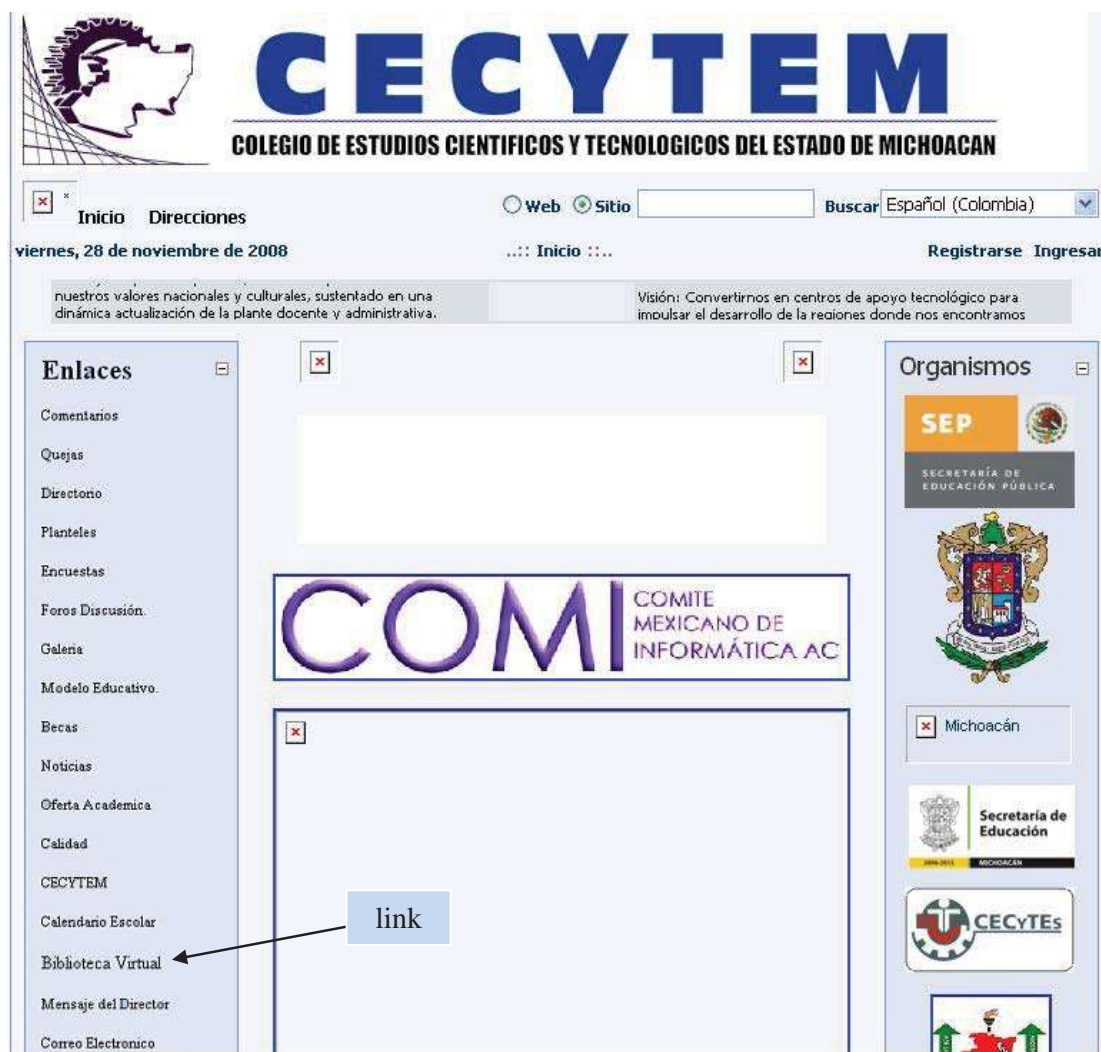 CECYTEM
COLEGIO DE ESTUDIOS CIENTIFICOS Y TECNOLOGICOS DEL ESTADO DE MICHOACAN
Inicio Direcciones
Web Sitio Buscar Español (Colombia)
viernes, 28 de noviembre de 2008 ..:: Inicio ::.. Registrarse Ingresar
nuestros valores nacionales y culturales, sustentado en una
dinámica actualización de la plante docente y administrativa.
Visión: Convertirnos en centros de apoyo tecnológico para
impulsar el desarrollo de la regiones donde nos encontramos
Enlaces
Comentarios
Quejas
Directorio
Planteles
Encuestas
Foros Discusión.
Galeria
Modelo Educativo.
Becas
Noticias
Oferta Academica
Calidad
CECYTEM
Calendario Escolar
Biblioteca Virtual
Mensaje del Director
Correo Electronico
link
COMI
COMITE
MEXICANO DE
INFORMÁTICA AC
Organismos
SEP
SECRETARÍA DE
EDUCACIÓN PÚBLICA
Michoacán
Secretaría de
Educación
MICHOACÁN
CECyTEs